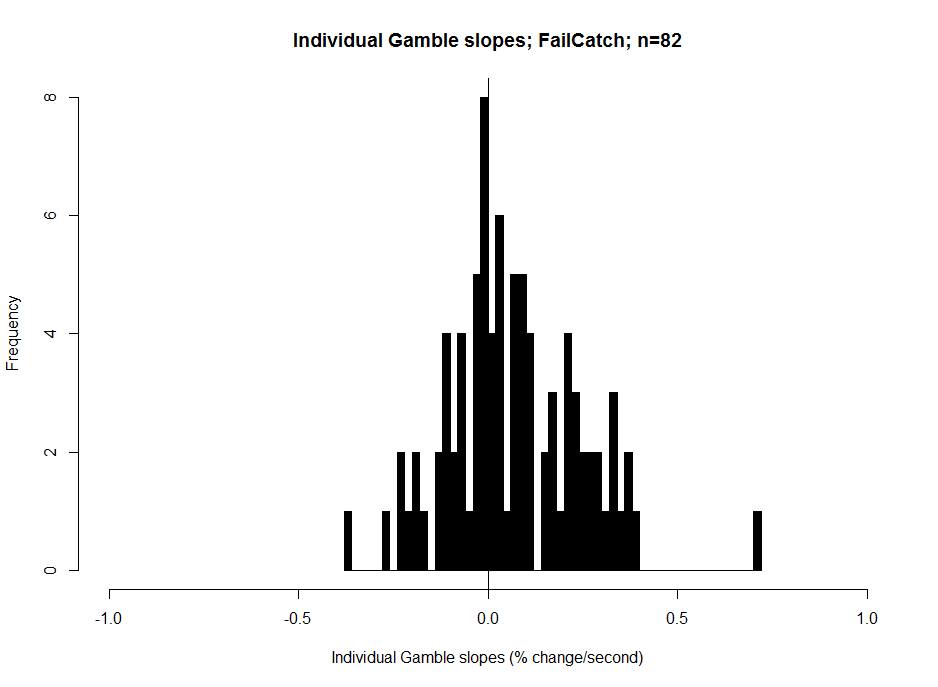 Individual Gamble slopes; FailCatch; n=82
Frequency
8
6
4
2
0
-1.0 -0.5 0.0 0.5 1.0
Individual Gamble slopes (% change/second)